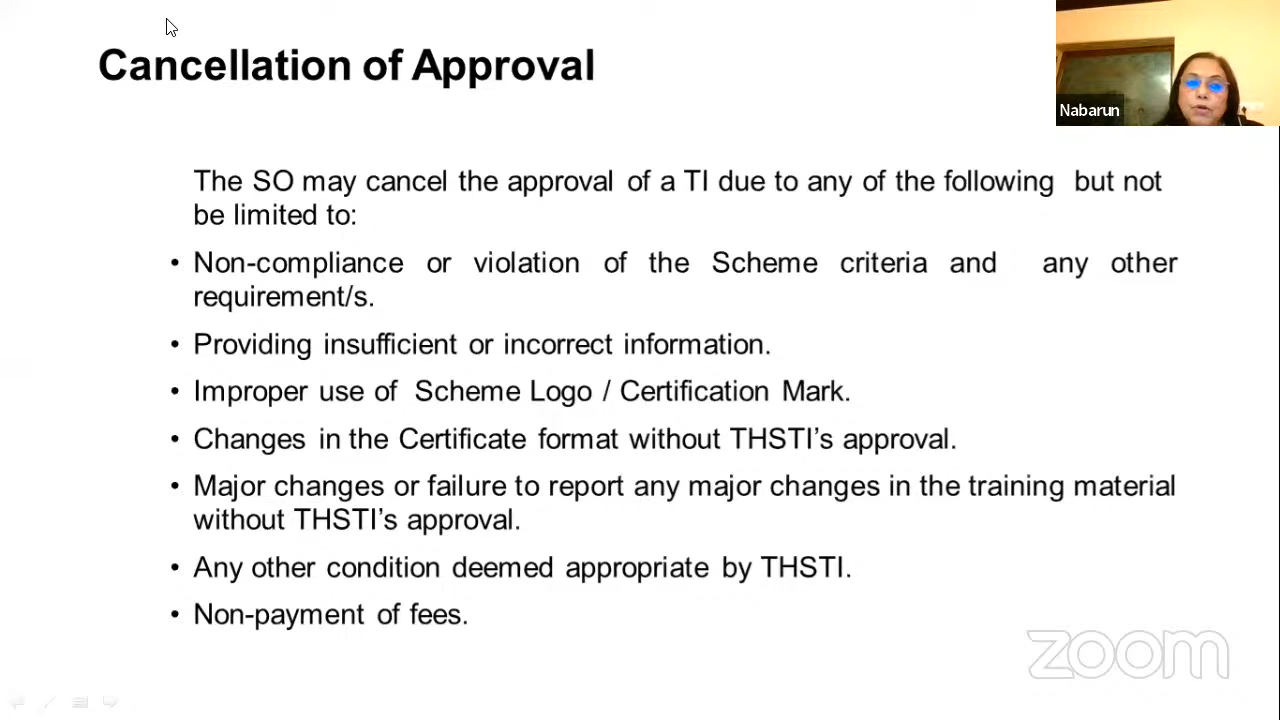 Cancellation of Approval
Nabarun
The SO may cancel the approval of a TI due to any of the following but not
be limited to:
• Non-compliance or violation of the Scheme criteria and any other
requirement/s.
• Providing insufficient or incorrect information.
• Improper use of Scheme Logo / Certification Mark.
• Changes in the Certificate format without THSTI’s approval.
• Major changes or failure to report any major changes in the training material
without THSTI’s approval.
• Any other condition deemed appropriate by THSTI.
• Non-payment of fees.
zoom